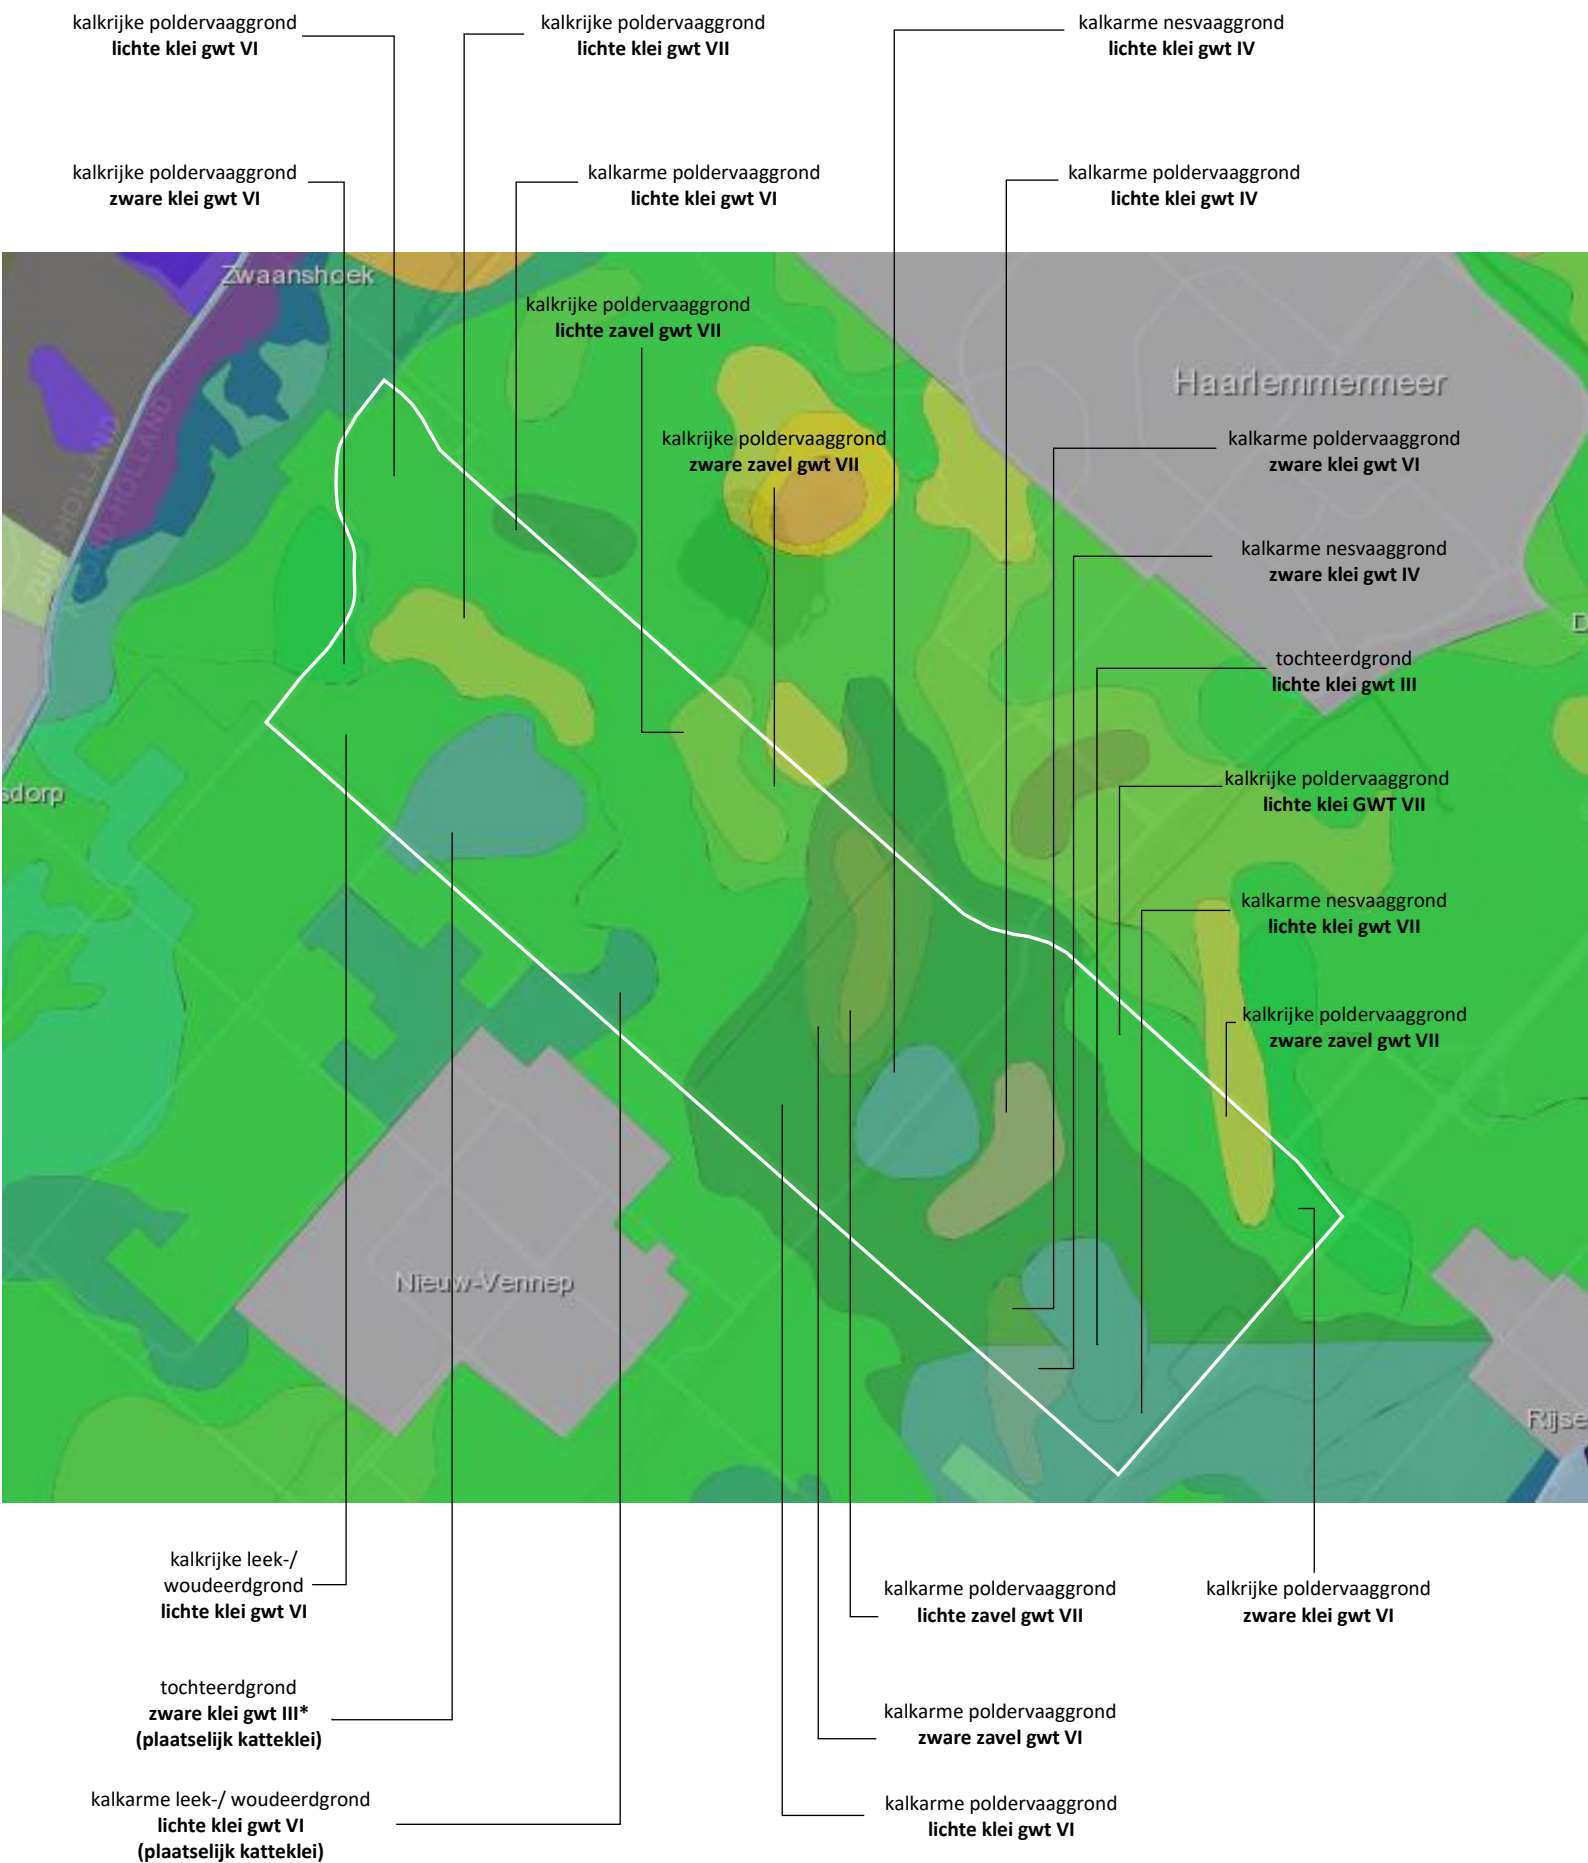 kalkrijke poldervaaggrond
lichte klei gwt VI
kalkrijke poldervaaggrond
lichte klei gwt VII
kalkarme nesvaaggrond
lichte klei gwt IV
kalkrijke poldervaaggrond
zware klei gwt VI
kalkarme poldervaaggrond
lichte klei gwt VI
kalkarme poldervaaggrond
lichte klei gwt IV
Zwaanshoek
kalkrijke poldervaaggrond
lichte zavel gwt VII
Haarlemmermeer
kalkrijke poldervaaggrond
zware zavel gwt VII
kalkarme poldervaaggrond
zware klei gwt VI
ZUID-HOLLAND
NOORD-HOLLAND
kalkarme nesvaaggrond
zware klei gwt IV
D
tochteerdgrond
lichte klei gwt III
kalkrijke poldervaaggrond
lichte klei GWT VII
sdorp
kalkarme nesvaaggrond
lichte klei gwt VII
kalkrijke poldervaaggrond
zware zavel gwt VII
Nieuw-Vennep
Rijse
kalkrijke leek-/
woudeerdgrond
lichte klei gwt VI
kalkarme poldervaaggrond
lichte zavel gwt VII
kalkrijke poldervaaggrond
zware klei gwt VI
tochteerdgrond
zware klei gwt III*
(plaatselijk katteklei)
kalkarme poldervaaggrond
zware zavel gwt VI
kalkarme leek-/ woudeerdgrond
lichte klei gwt VI
(plaatselijk katteklei)
kalkarme poldervaaggrond
lichte klei gwt VI